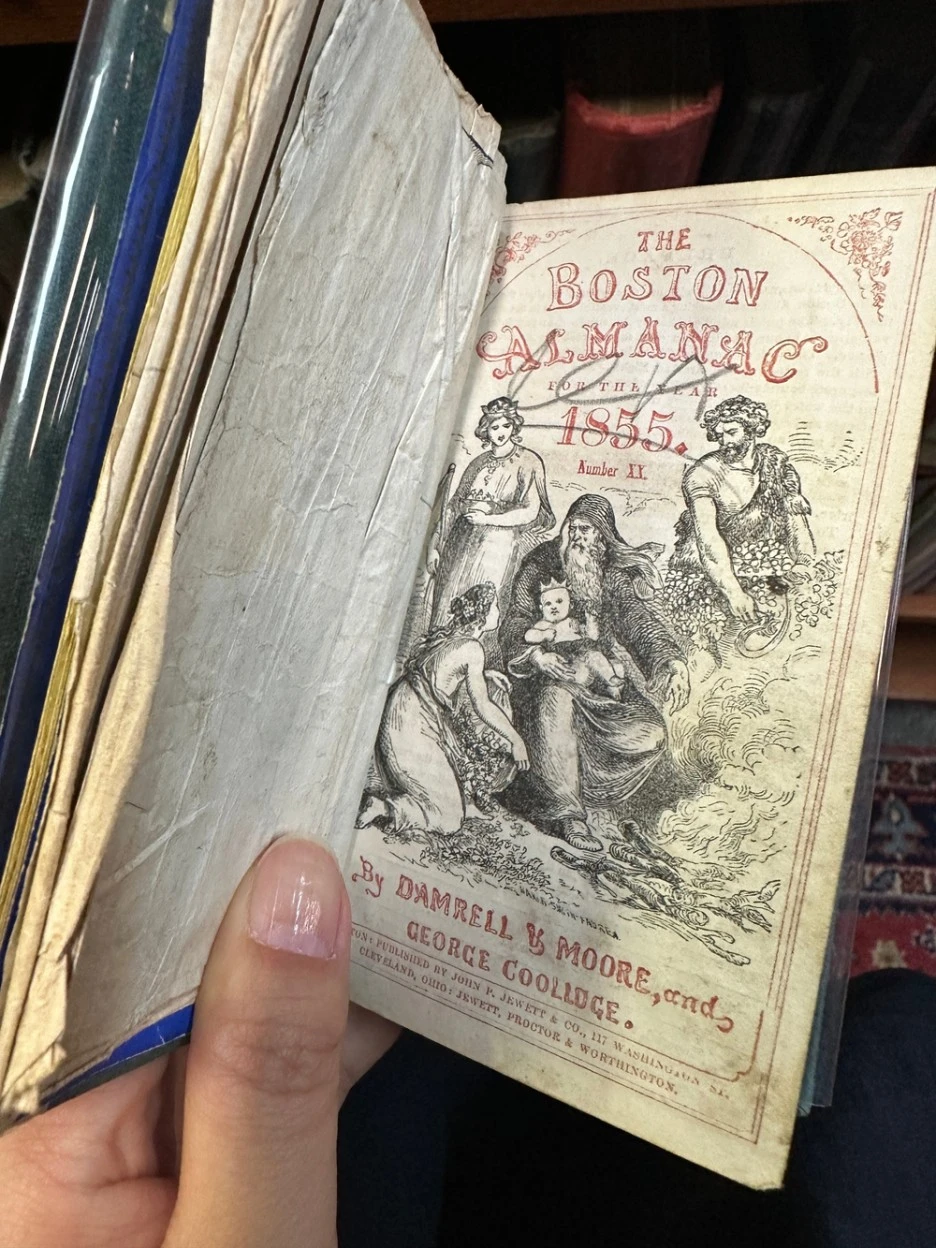 THE
BOSTON
ALMANAC
FOR THE YEAR
1855.
Number XX.
By DAMRELL & MOORE, and
GEORGE COOLIDGE.
PUBLISHED BY JOHN P. JEWETT & CO., 117 WASHINGTON ST.
CLEVELAND, OHIO: JEWETT, PROCTOR & WORTHINGTON.